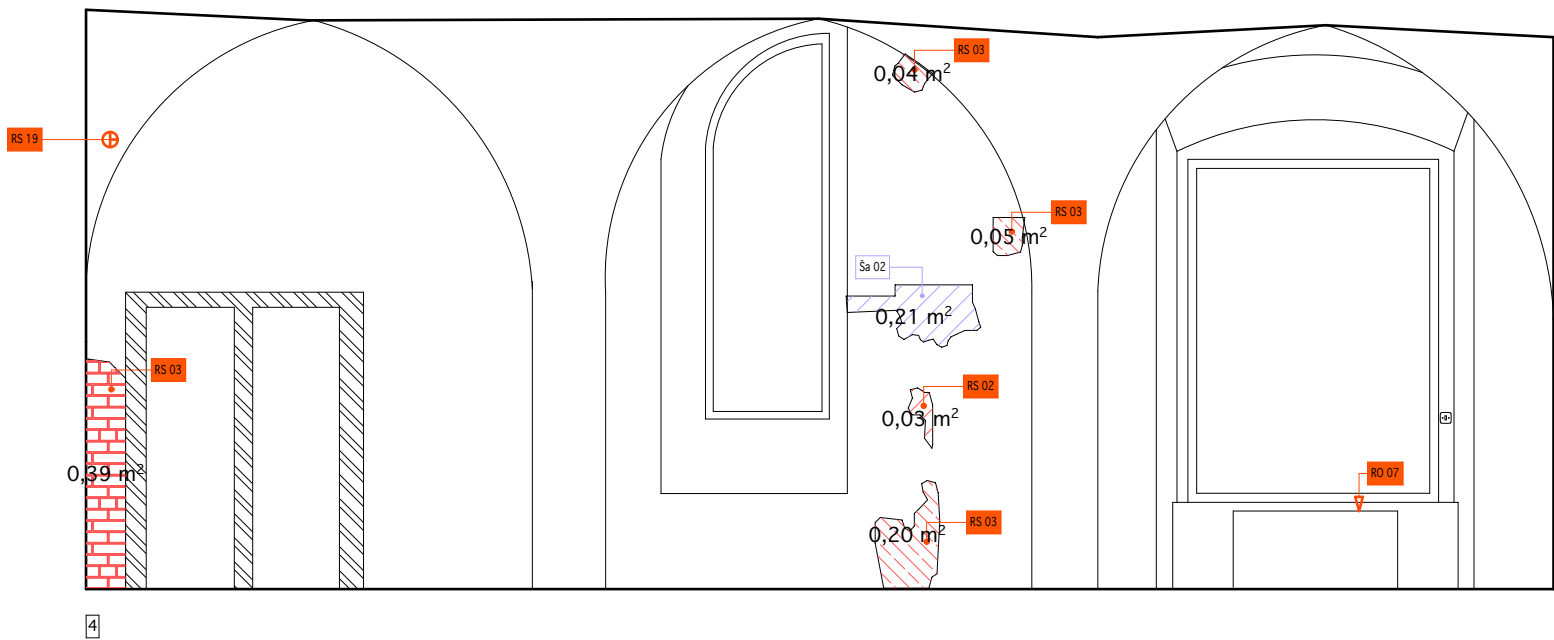 RS 03
0,04 m²
RS 19
RS 03
0,05 m²
Ša 02
0,21 m²
RS 03
RS 02
0,03 m²
0,39 m²
RO 07
RS 03
0,20 m²
4